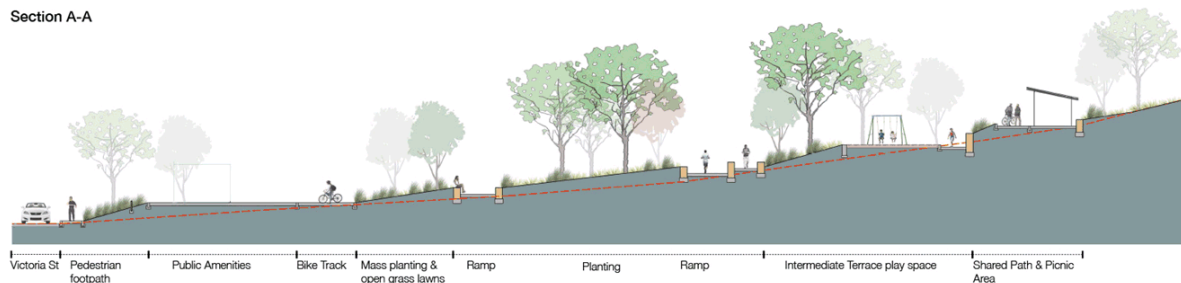 Section A-A
Victoria St
Pedestrian
footpath
Public Amenities
Bike Track
Mass planting &
open grass lawns
Ramp
Planting
Ramp
Intermediate Terrace play space
Shared Path & Picnic
Area